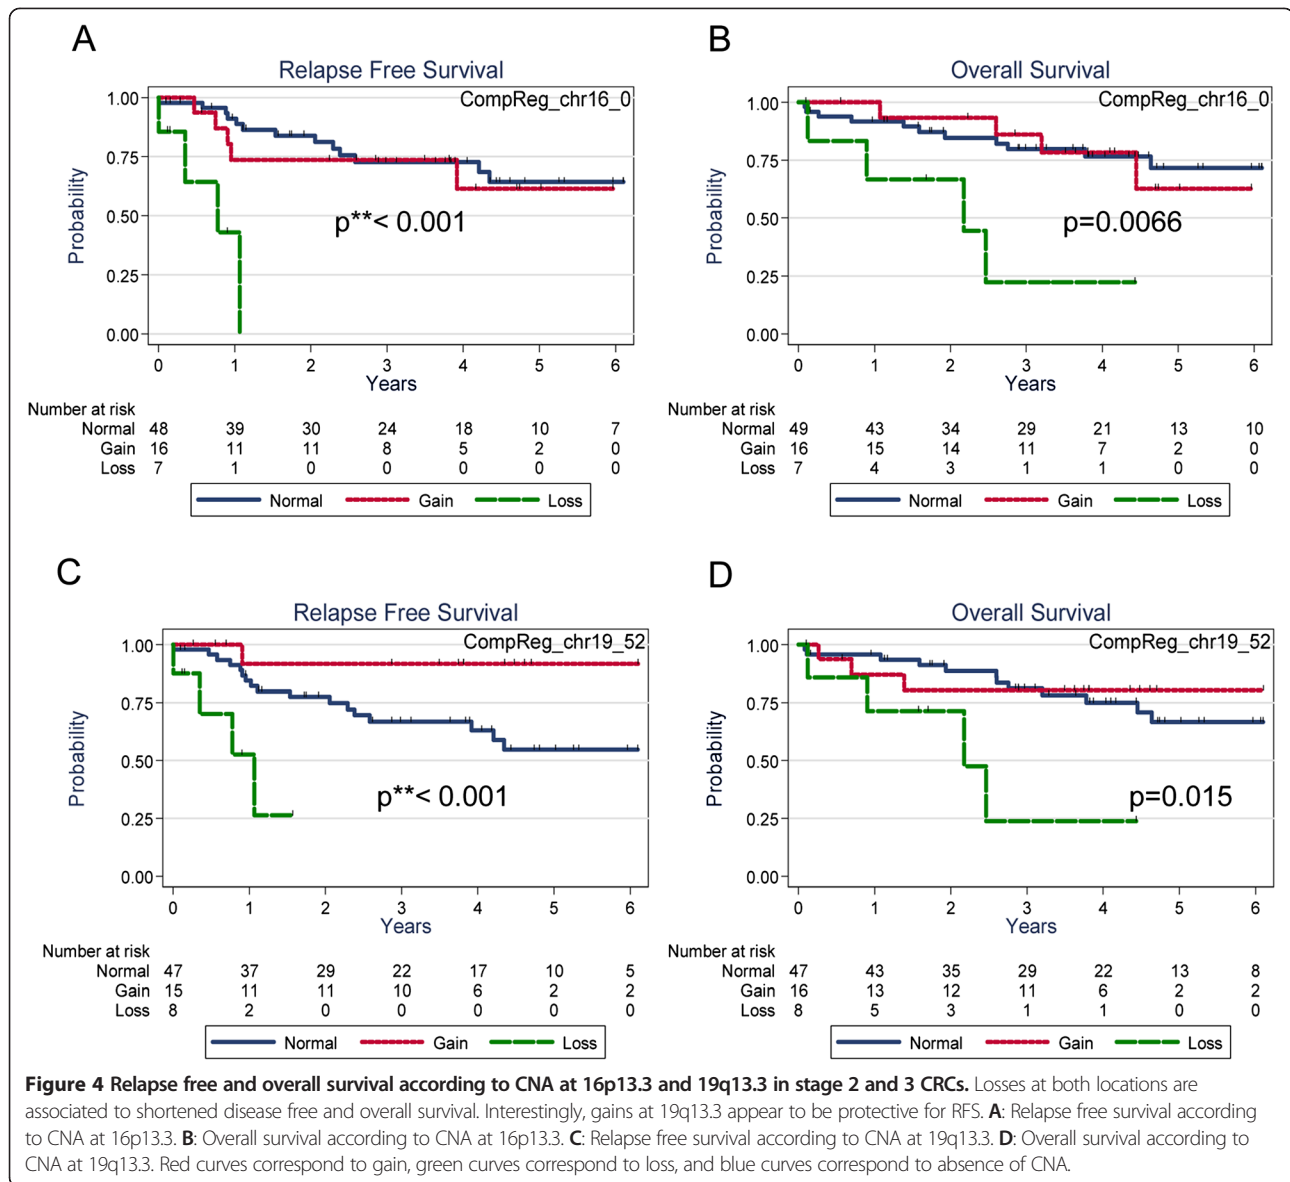 A
Relapse Free Survival
CompReg_chr16_0
1.00
0.75
0.50
0.25
0.00
Probability
p**< 0.001
0 1 2 3 4 5 6
Years
Number at risk
Normal 48 39 30 24 18 10 7
Gain 16 11 11 8 5 2 0
Loss 7 1 0 0 0 0 0
Normal Gain Loss
B
Overall Survival
CompReg_chr16_0
1.00
0.75
0.50
0.25
0.00
Probability
p=0.0066
0 1 2 3 4 5 6
Years
Number at risk
Normal 49 43 34 29 21 13 10
Gain 16 15 14 11 7 2 0
Loss 7 4 3 1 1 0 0
Normal Gain Loss
C
Relapse Free Survival
CompReg_chr19_52
1.00
0.75
0.50
0.25
0.00
Probability
p**< 0.001
0 1 2 3 4 5 6
Years
Number at risk
Normal 47 37 29 22 17 10 5
Gain 15 11 11 10 6 2 2
Loss 8 2 0 0 0 0 0
Normal Gain Loss
D
Overall Survival
CompReg_chr19_52
1.00
0.75
0.50
0.25
0.00
Probability
p=0.015
0 1 2 3 4 5 6
Years
Number at risk
Normal 47 43 35 29 22 13 8
Gain 16 13 12 11 6 2 2
Loss 8 5 3 1 1 0 0
Normal Gain Loss
Figure 4 Relapse free and overall survival according to CNA at 16p13.3 and 19q13.3 in stage 2 and 3 CRCs. Losses at both locations are
associated to shortened disease free and overall survival. Interestingly, gains at 19q13.3 appear to be protective for RFS. A: Relapse free survival according
to CNA at 16p13.3. B: Overall survival according to CNA at 16p13.3. C: Relapse free survival according to CNA at 19q13.3. D: Overall survival according to
CNA at 19q13.3. Red curves correspond to gain, green curves correspond to loss, and blue curves correspond to absence of CNA.